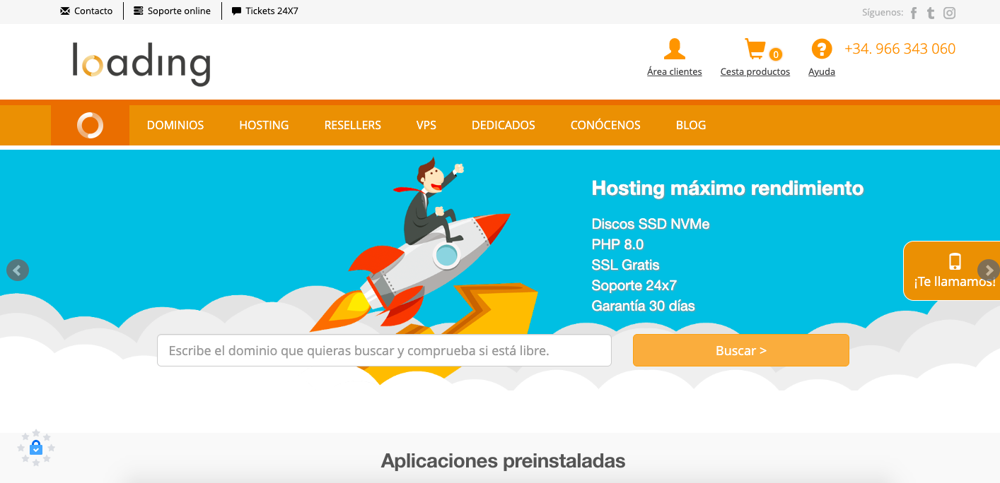 Contacto
Soporte online
Tickets 24X7
Síguenos:
loading
0
+34. 966 343 060
Área clientes
Cesta productos
Ayuda
DOMINIOS
HOSTING
RESELLERS
VPS
DEDICADOS
CONÓCENOS
BLOG
Hosting máximo rendimiento
Discos SSD NVMe
PHP 8.0
SSL Gratis
Soporte 24x7
Garantía 30 días
¡Te llamamos!
Escribe el dominio que quieras buscar y comprueba si está libre.
Buscar >
Aplicaciones preinstaladas